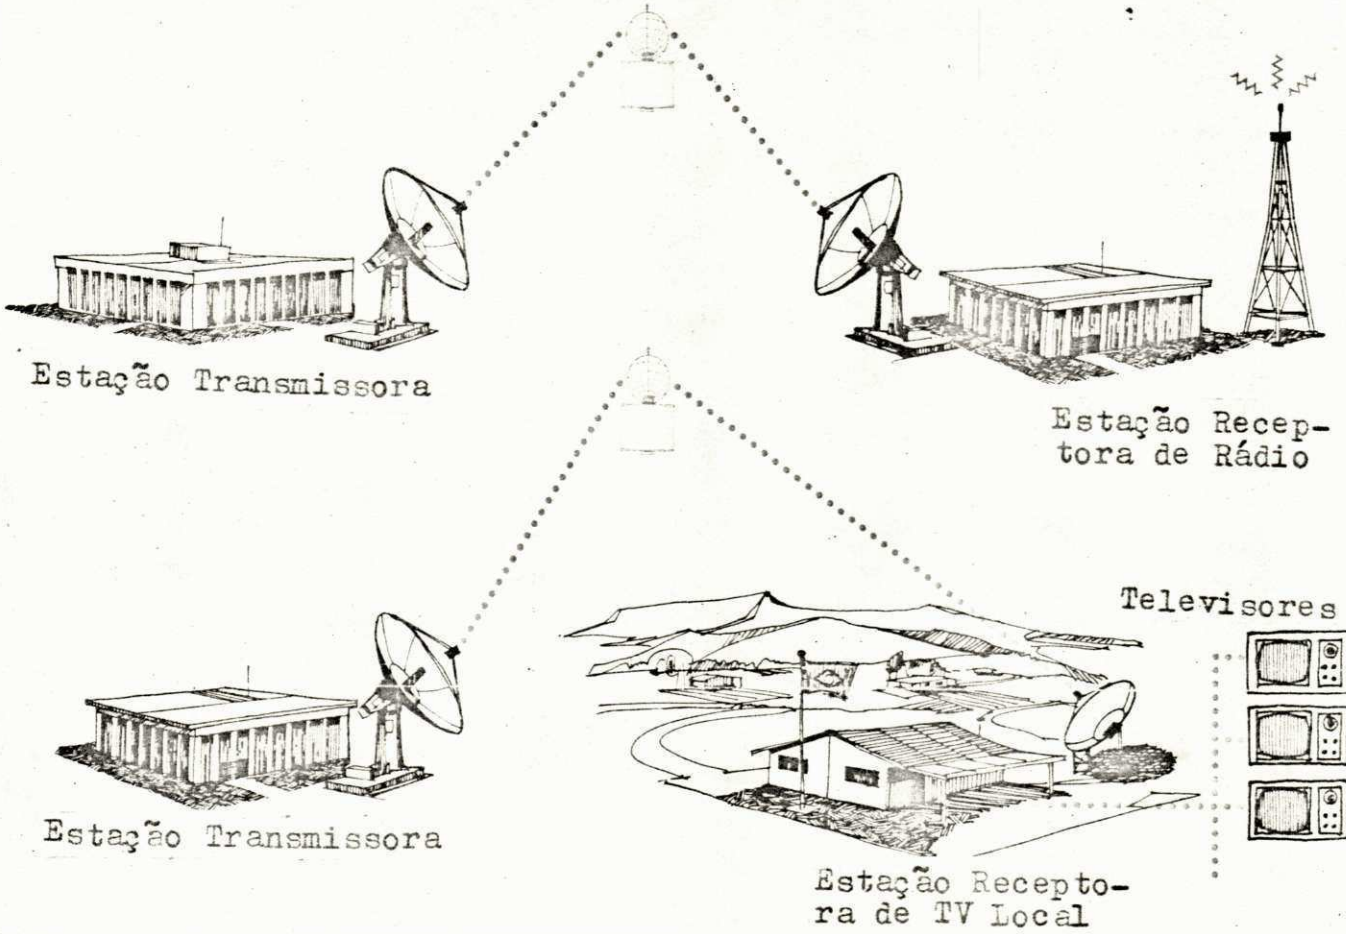 Estação Transmissora
Estação Recep-
tora de Rádio
Televisores
Estação Transmissora
Estação Recepto-
ra de TV Local